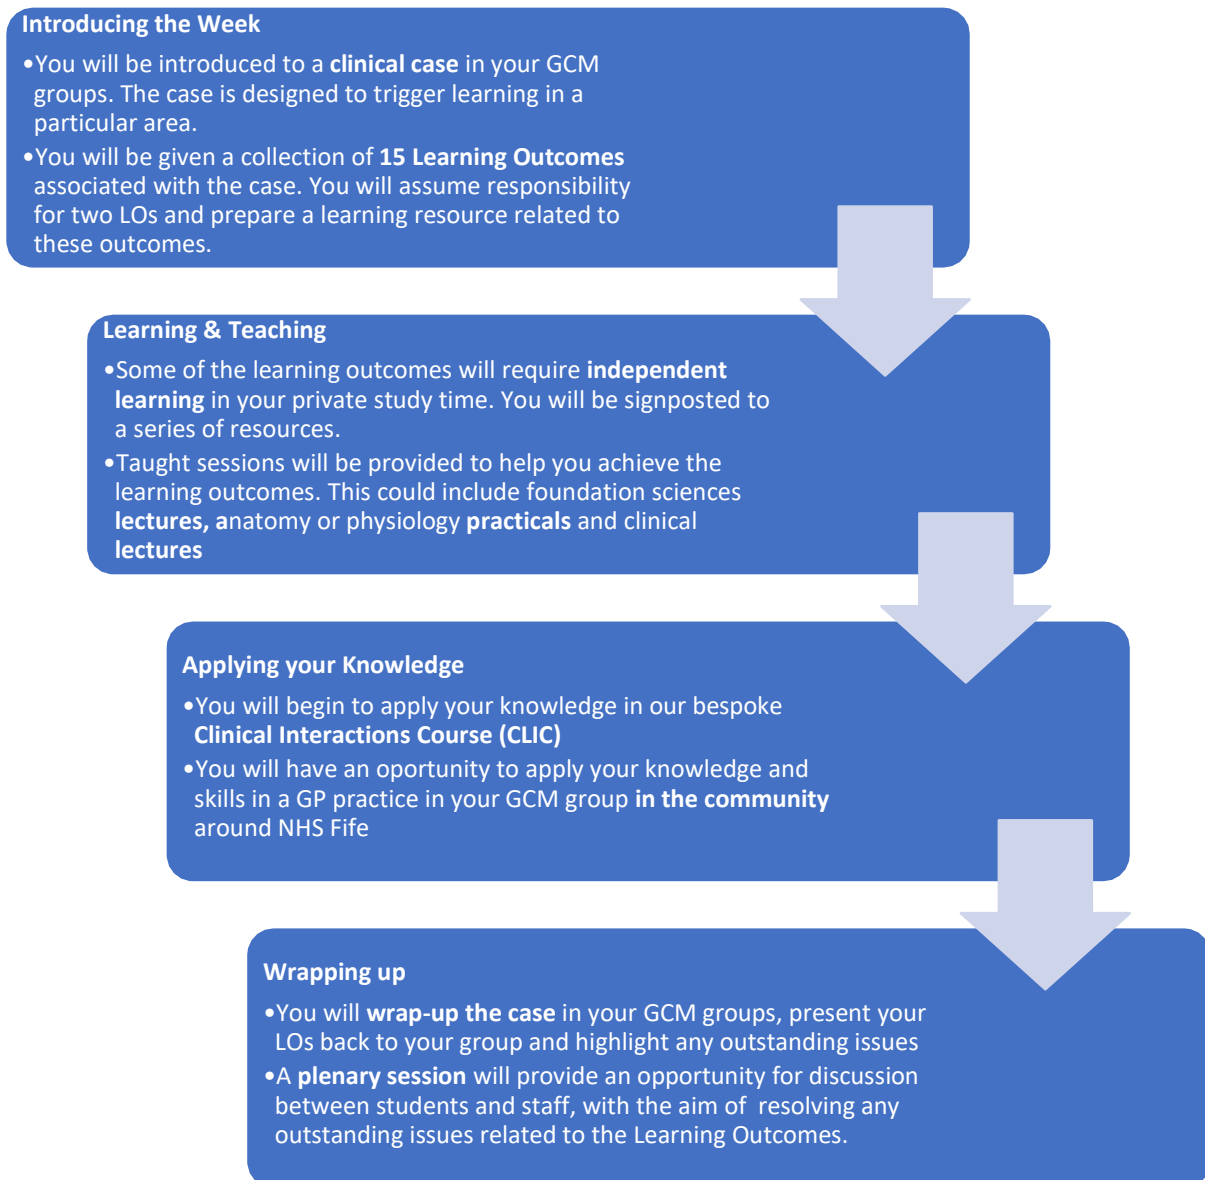 Introducing the Week
•You will be introduced to a clinical case in your GCM
groups. The case is designed to trigger learning in a
particular area.
•You will be given a collection of 15 Learning Outcomes
associated with the case. You will assume responsibility
for two LOs and prepare a learning resource related to
these outcomes.
Learning & Teaching
•Some of the learning outcomes will require independent
learning in your private study time. You will be signposted to
a series of resources.
•Taught sessions will be provided to help you achieve the
learning outcomes. This could include foundation sciences
lectures, anatomy or physiology practicals and clinical
lectures
Applying your Knowledge
•You will begin to apply your knowledge in our bespoke
Clinical Interactions Course (CLIC)
•You will have an oportunity to apply your knowledge and
skills in a GP practice in your GCM group in the community
around NHS Fife
Wrapping up
•You will wrap-up the case in your GCM groups, present your
LOs back to your group and highlight any outstanding issues
•A plenary session will provide an opportunity for discussion
between students and staff, with the aim of  resolving any
outstanding issues related to the Learning Outcomes.